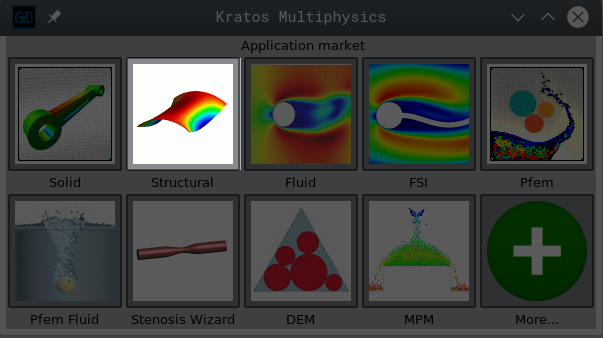 GiD
Kratos Multiphysics
Application market
Solid
Structural
Fluid
FSI
Pfem
Pfem Fluid
Stenosis Wizard
DEM
MPM
More...